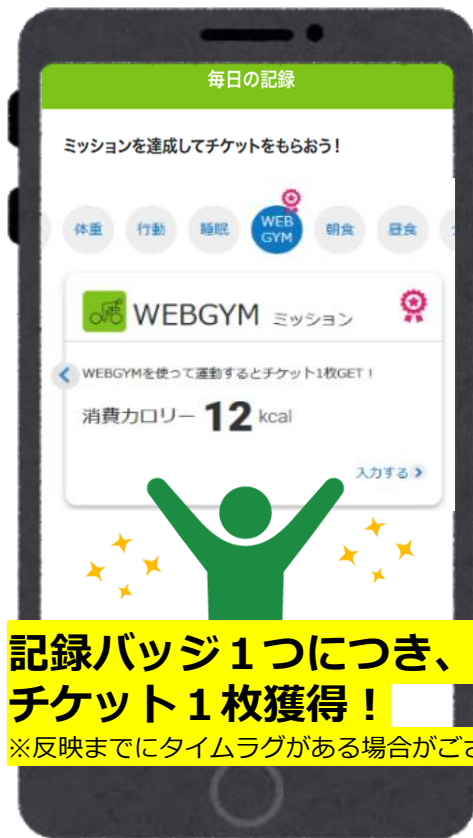 毎日の記録
ミッションを達成してチケットをもらおう！
体重 行動 睡眠 WEB GYM 朝食 昼食
WEBGYM ミッション
WEBGYMを使って運動するとチケット1枚GET！
消費カロリー 12 kcal
入力する
記録バッジ１つにつき、
チケット１枚獲得！
※反映までにタイムラグがある場合がご